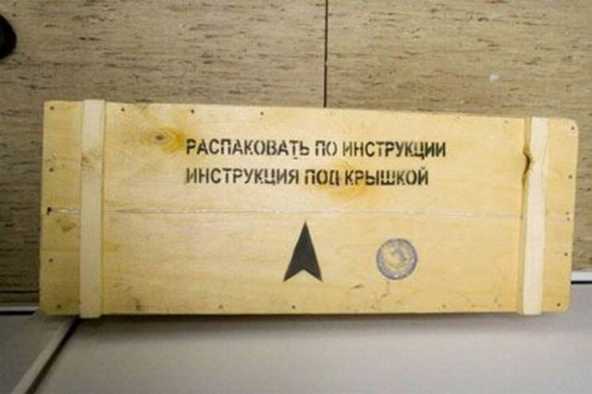 РАСПАКОВАТЬ ПО ИНСТРУКЦИИ
ИНСТРУКЦИЯ ПОД КРЫШКОЙ